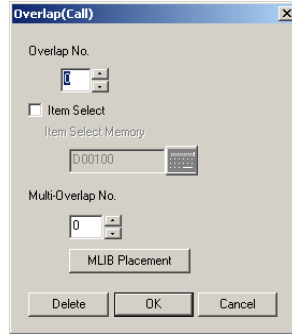 Overlap(Call)
Overlap No.
0
Item Select
Item Select Memory
D00100
Multi-Overlap No.
0
MLIB Placement
Delete OK Cancel